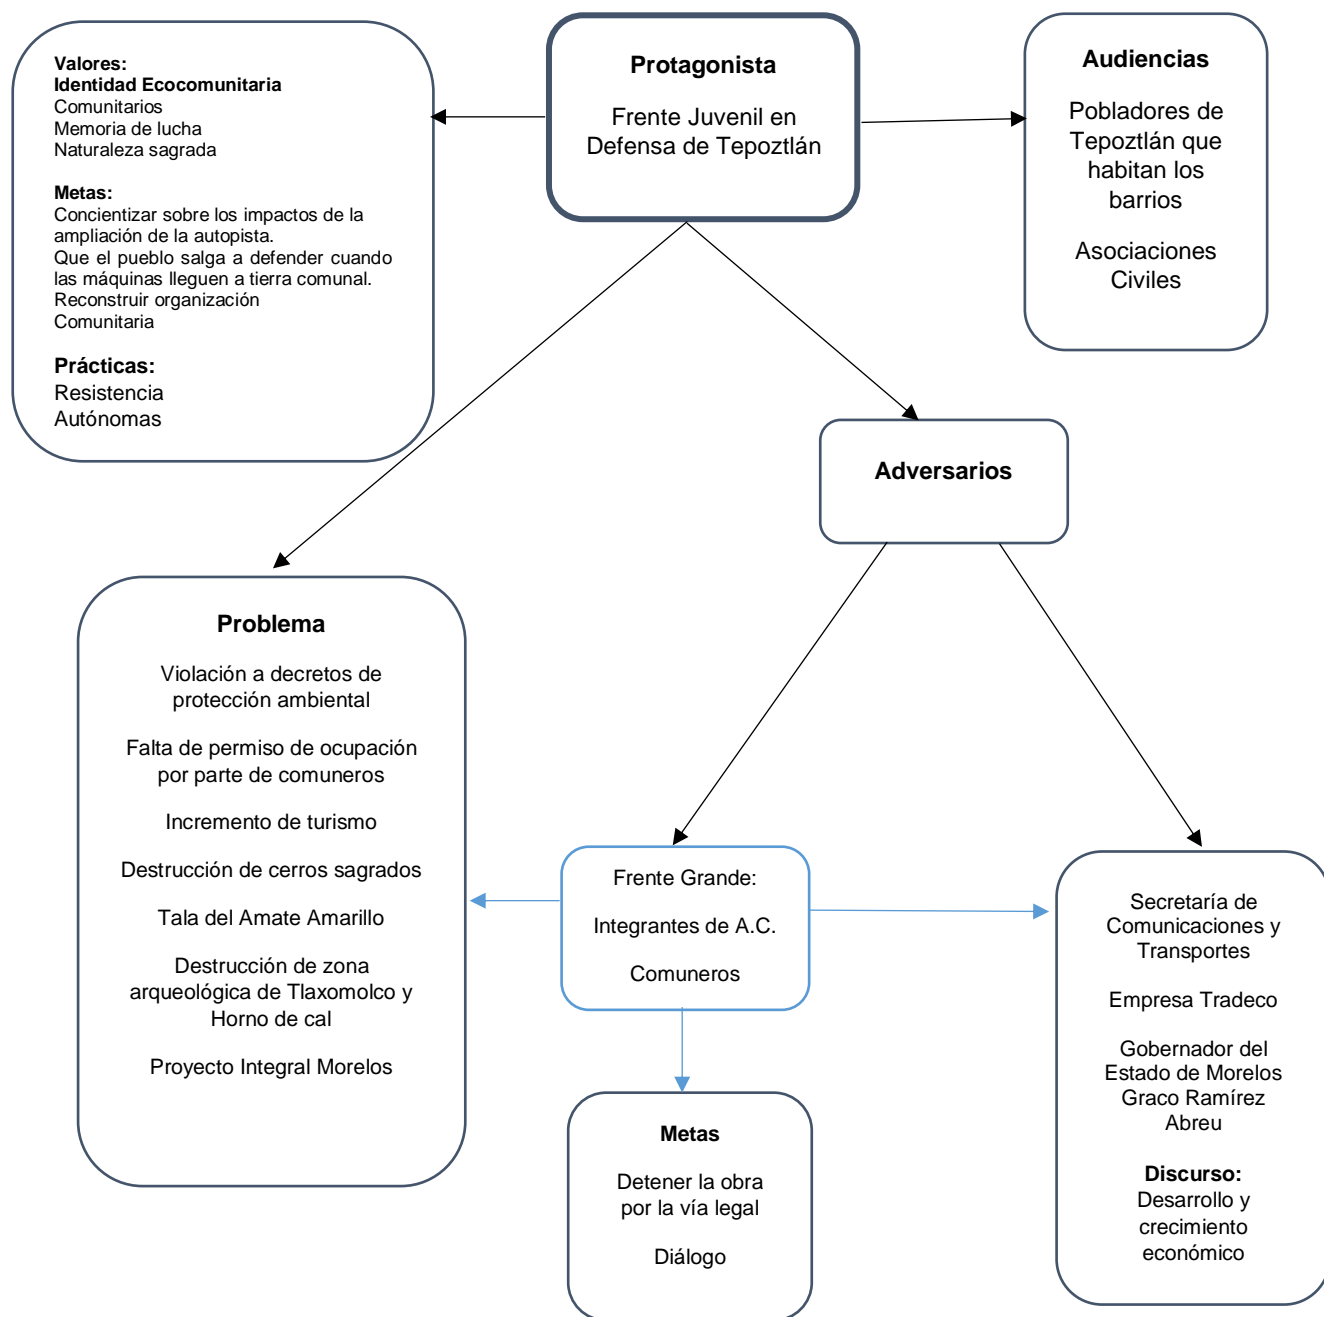 Valores:
Identidad Ecocomunitaria
Comunitarios
Memoria de lucha
Naturaleza sagrada
Metas:
Concientizar sobre los impactos de la
ampliación de la autopista.
Que el pueblo salga a defender cuando
las máquinas lleguen a tierra comunal.
Reconstruir organización
Comunitaria
Prácticas:
Resistencia
Autónomas
Protagonista
Frente Juvenil en
Defensa de Tepoztlán
Audiencias
Pobladores de
Tepoztlán que
habitan los
barrios
Asociaciones
Civiles
Adversarios
Problema
Violación a decretos de
protección ambiental
Falta de permiso de ocupación
por parte de comuneros
Incremento de turismo
Destrucción de cerros sagrados
Tala del Amate Amarillo
Destrucción de zona
arqueológica de Tlaxomolco y
Horno de cal
Proyecto Integral Morelos
Frente Grande:
Integrantes de A.C.
Comuneros
Metas
Detener la obra
por la vía legal
Diálogo
Secretaría de
Comunicaciones y
Transportes
Empresa Tradeco
Gobernador del
Estado de Morelos
Graco Ramírez
Abreu
Discurso:
Desarrollo y
crecimiento
económico